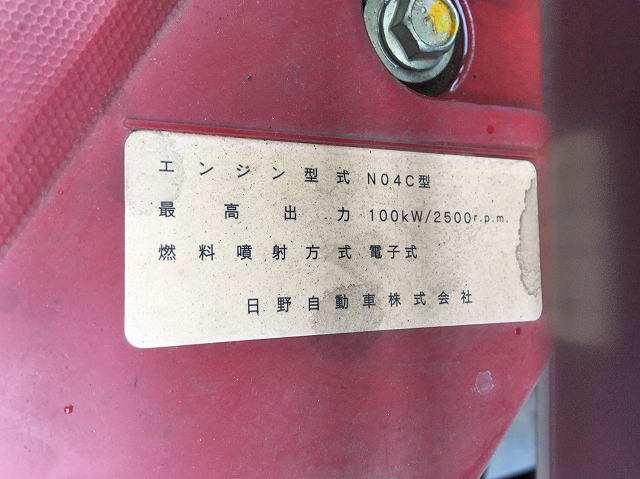 エンジン型式 N04C型
最高出力 100kW/2500r.p.m.
燃料噴射方式 電子式
日野自動車株式会社